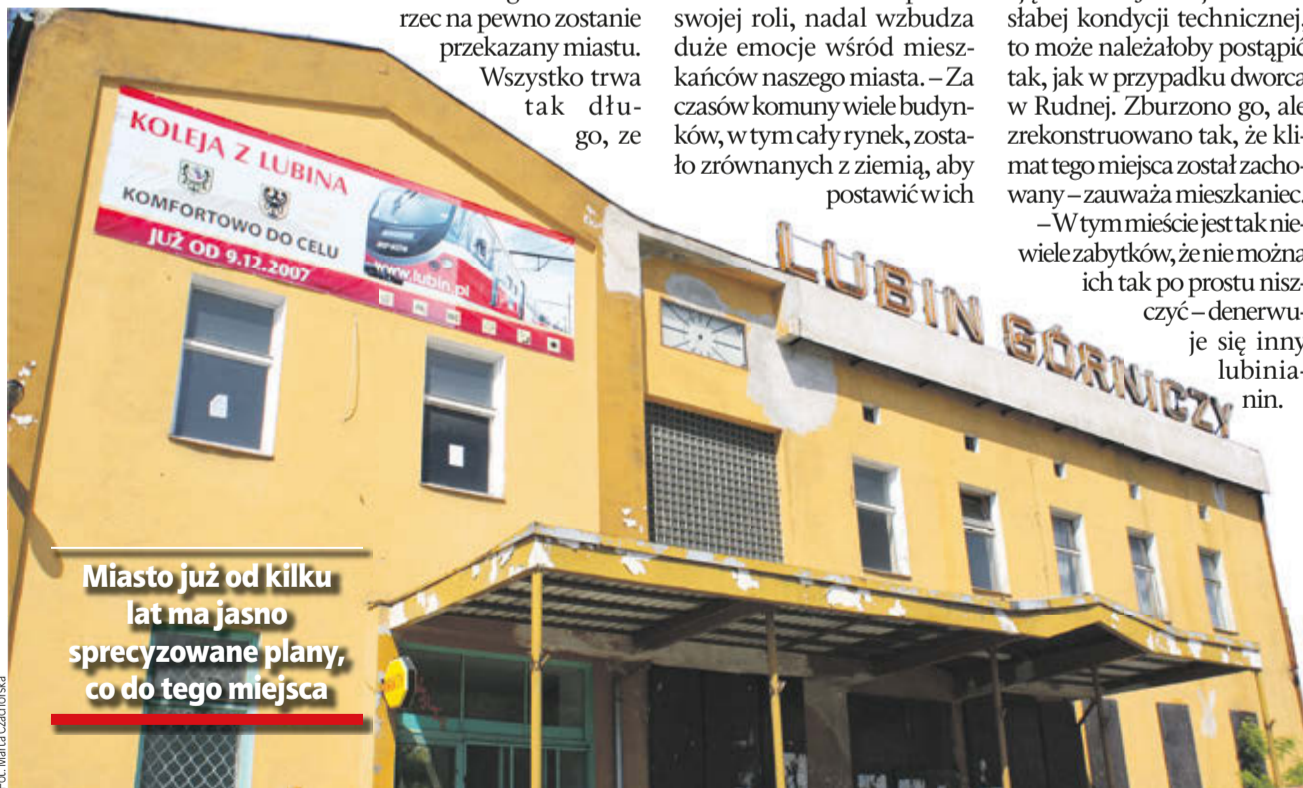 rzec na pewno zostanie
przekazany miastu.
Wszystko trwa
tak dłu-
go, ze
swojej roli, nadal wzbudza
duże emocje wśród miesz-
kańców naszego miasta. – Za
czasów komuny wiele budyn-
ków, w tym cały rynek, zosta-
ło zrównanych z ziemią, aby
postawić w ich
słabej kondycji technicznej,
to może należałoby postąpić
tak, jak w przypadku dworca
w Rudnej. Zburzono go, ale
zrekonstruowano tak, że kli-
mat tego miejsca został zacho-
wany – zauważa mieszkaniec.
– W tym mieście jest tak nie-
wiele zabytków, że nie można
ich tak po prostu nisz-
czyć – denerwu-
je się inny
lubinia-
nin.
KOLEJĄ Z LUBINA
KOMFORTOWO DO CELU
JUŻ OD 9.12.2007
www.lubin.pl
LUBIN GÓRNICZY
Miasto już od kilku
lat ma jasno
sprecyzowane plany,
co do tego miejsca
Fot. Marta Czachórska